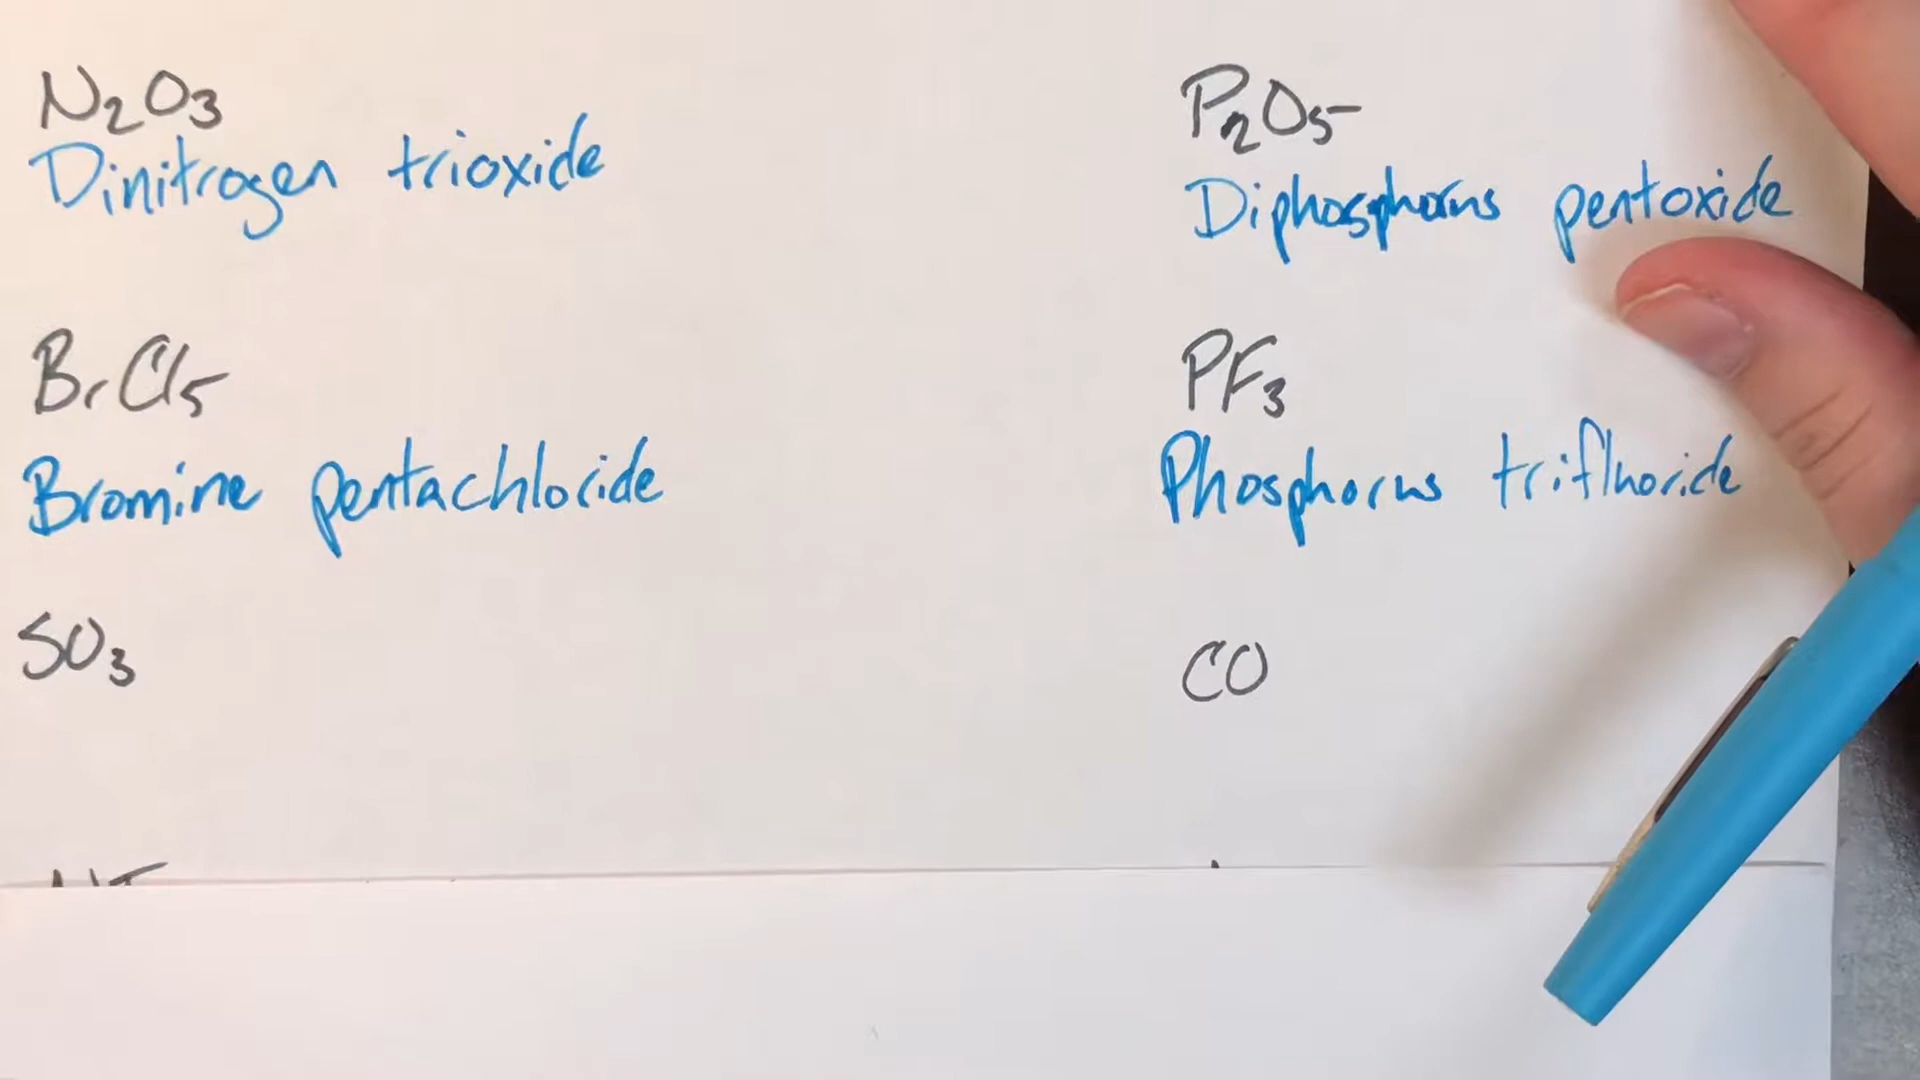 N₂O₃
Dinitrogen trioxide
P₂O₅
Diphosphorus pentoxide
BrCl₅
Bromine pentachloride
PF₃
Phosphorus trifluoride
SO₃
CO